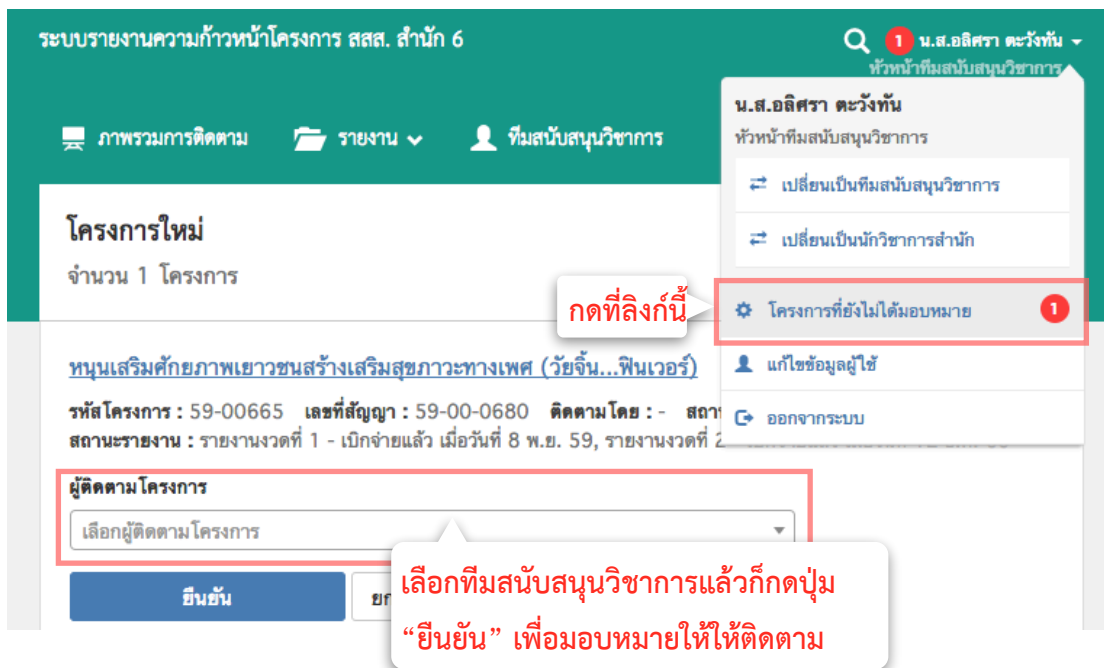 ระบบรายงานความก้าวหน้าโครงการ สสส. สำนัก 6
1 น.ส.อลิศรา ตะวังทัน
หัวหน้าทีมสนับสนุนวิชาการ
ภาพรวมการติดตาม รายงาน ทีมสนับสนุนวิชาการ
น.ส.อลิศรา ตะวังทัน
หัวหน้าทีมสนับสนุนวิชาการ
เปลี่ยนเป็นทีมสนับสนุนวิชาการ
เปลี่ยนเป็นนักวิชาการสำนัก
โครงการที่ยังไม่ได้มอบหมาย 1
แก้ไขข้อมูลผู้ใช้
ออกจากระบบ
กดที่ลิงก์นี้
โครงการใหม่
จำนวน 1 โครงการ
หนุนเสริมศักยภาพเยาวชนสร้างเสริมสุขภาวะทางเพศ (วัยจิ้น...ฟินเวอร์)
รหัสโครงการ : 59-00665 เลขที่สัญญา : 59-00-0680 ติดตามโดย : -
สถานะรายงาน : รายงานงวดที่ 1 - เบิกจ่ายแล้ว เมื่อวันที่ 8 พ.ย. 59, รายงานงวดที่
ผู้ติดตามโครงการ
เลือกผู้ติดตามโครงการ
ยืนยัน
เลือกทีมสนับสนุนวิชาการแล้วก็กดปุ่ม
“ยืนยัน” เพื่อมอบหมายให้ให้ติดตาม